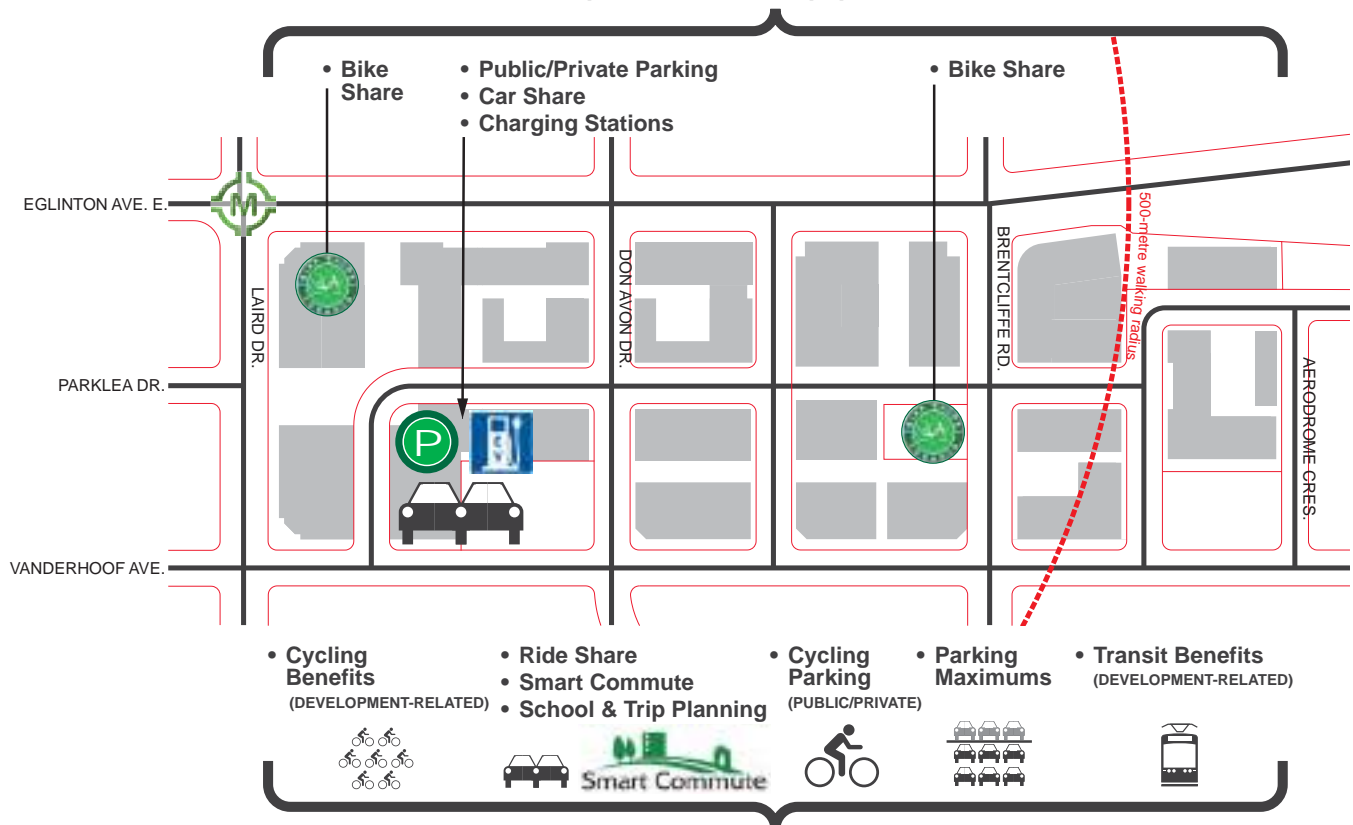 • Bike
Share
• Public/Private Parking
• Car Share
• Charging Stations
• Bike Share
EGLINTON AVE. E.
M
500-metre walking radius
LAIRD DR.
DON AVON DR.
BRENTCLIFFE RD.
AERODROME CRES.
PARKLEA DR.
P
VANDERHOOF AVE.
• Cycling
Benefits
(DEVELOPMENT-RELATED)
• Ride Share
• Smart Commute
• School & Trip Planning
Smart Commute
• Cycling
Parking
(PUBLIC/PRIVATE)
• Parking
Maximums
• Transit Benefits
(DEVELOPMENT-RELATED)